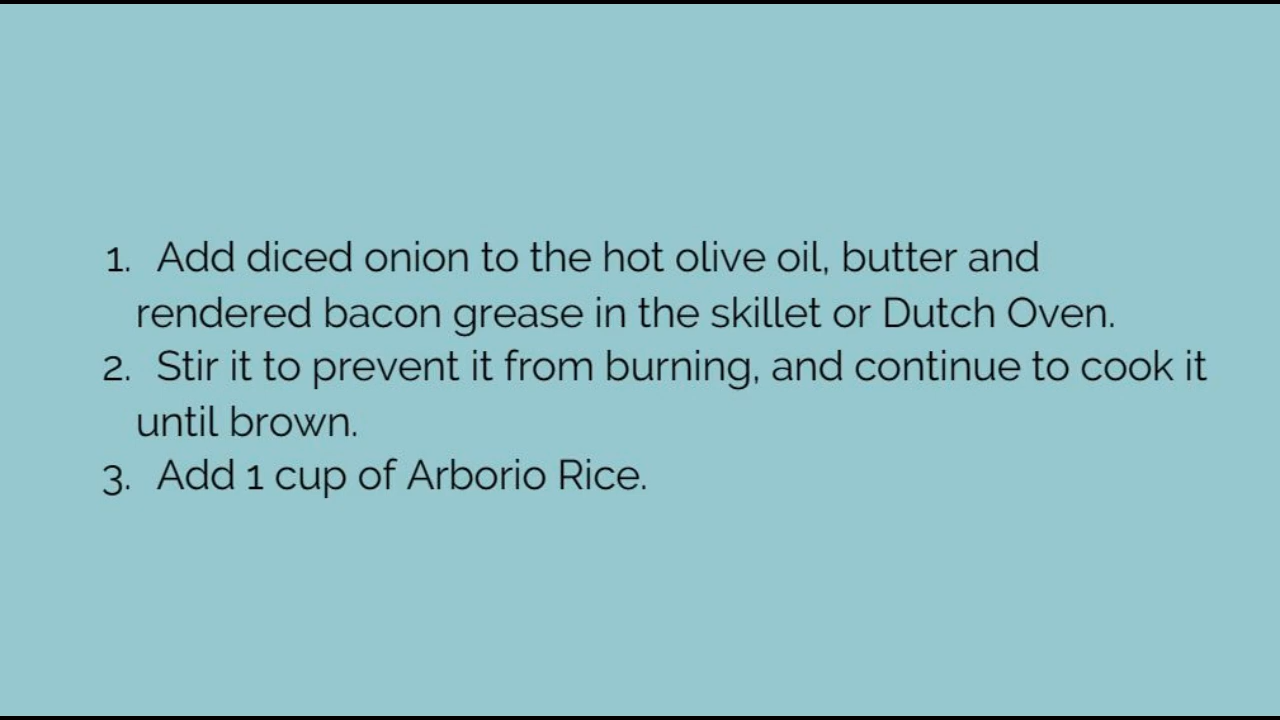 1. Add diced onion to the hot olive oil, butter and
rendered bacon grease in the skillet or Dutch Oven.
2. Stir it to prevent it from burning, and continue to cook it
until brown.
3. Add 1 cup of Arborio Rice.